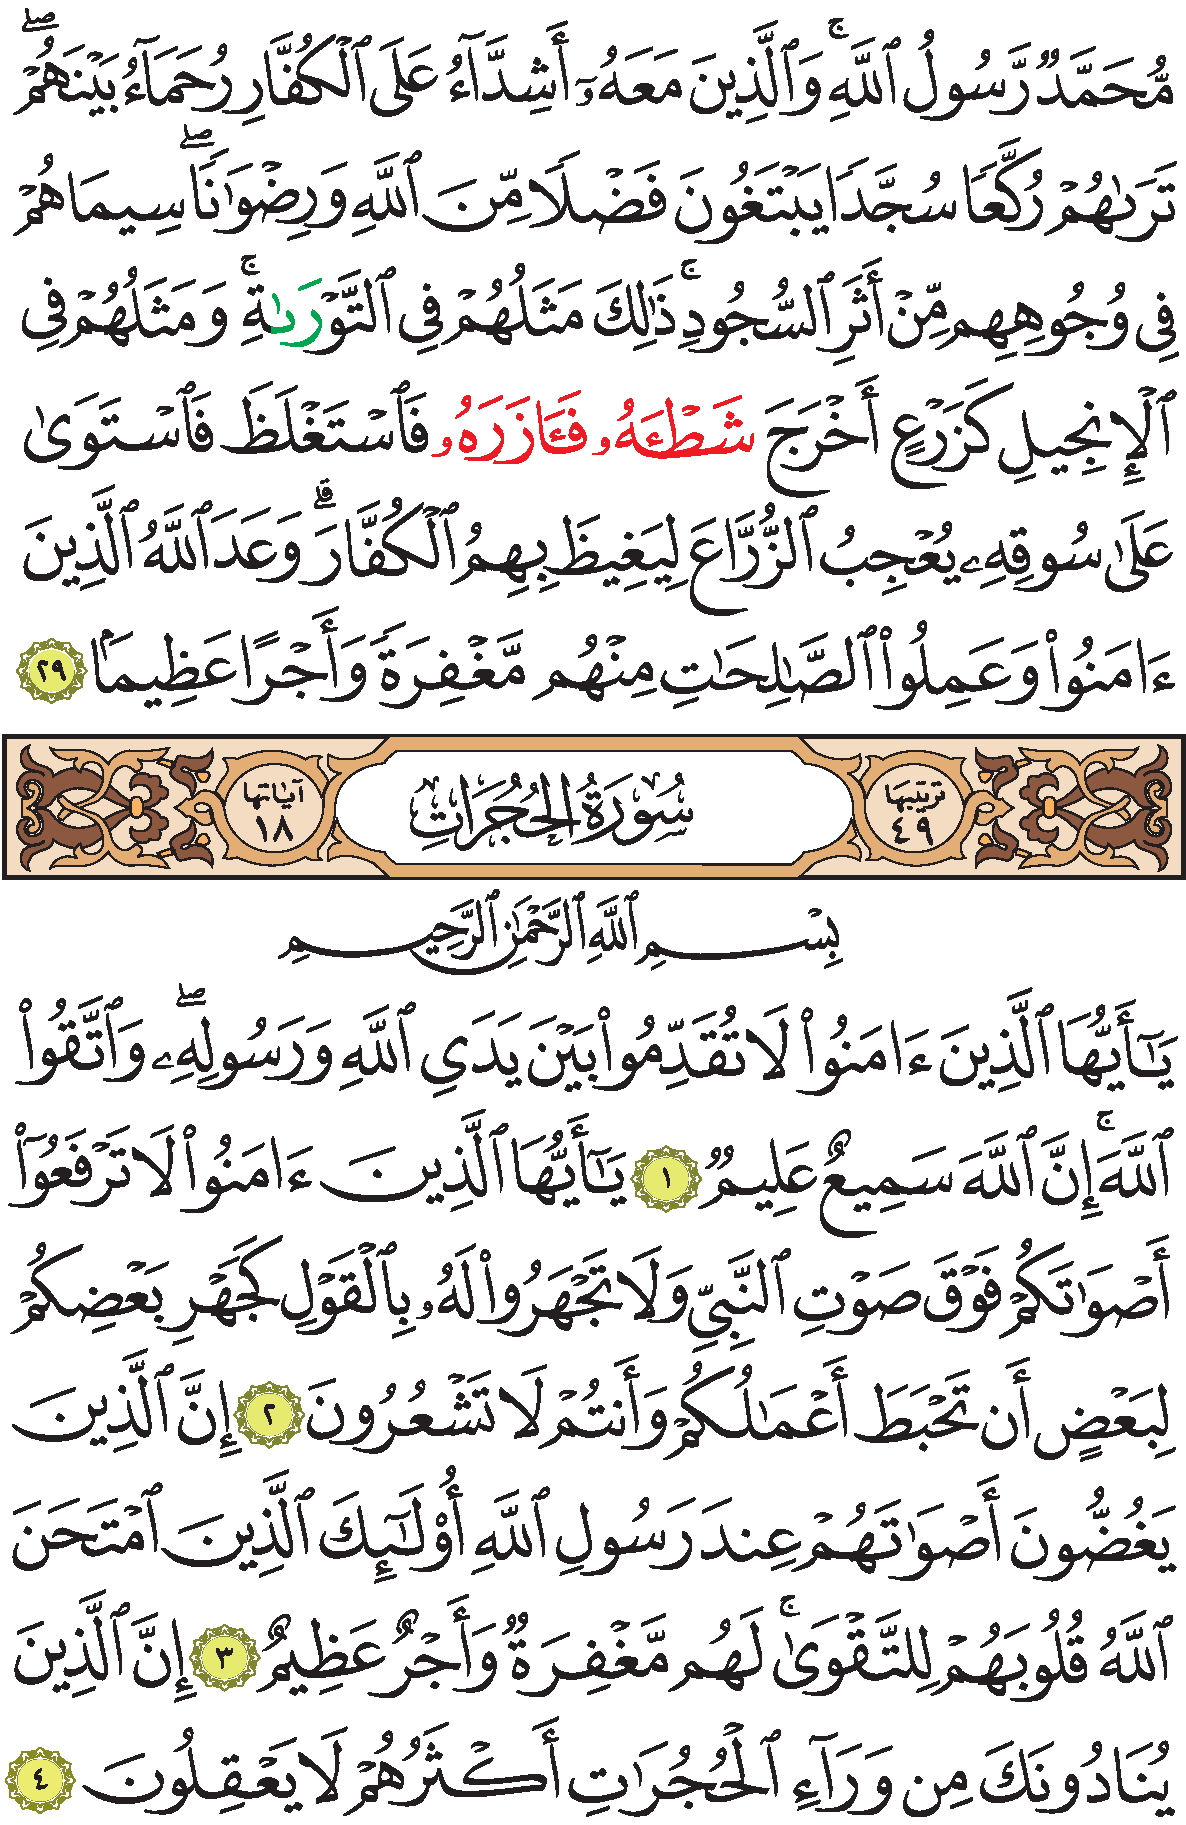 مُّحَمَّدٌ رَّسُولُ ٱللَّهِۚ وَٱلَّذِينَ مَعَهُۥٓ أَشِدَّآءُ عَلَى ٱلْكُفَّارِ رُحَمَآءُ بَيْنَهُمْۖ
تَرَىٰهُمْ رُكَّعًا سُجَّدًا يَبْتَغُونَ فَضْلًا مِّنَ ٱللَّهِ وَرِضْوَٰنًاۖ سِيمَاهُمْ
فِى وُجُوهِهِم مِّنْ أَثَرِ ٱلسُّجُودِۚ ذَٰلِكَ مَثَلُهُمْ فِى ٱلتَّوْرَىٰةِۚ وَمَثَلُهُمْ فِى
ٱلْإِنجِيلِ كَزَرْعٍ أَخْرَجَ شَطْـَٔهُۥ فَـَٔازَرَهُۥ فَٱسْتَغْلَظَ فَٱسْتَوَىٰ
عَلَىٰ سُوقِهِۦ يُعْجِبُ ٱلزُّرَّاعَ لِيَغِيظَ بِهِمُ ٱلْكُفَّارَۗ وَعَدَ ٱللَّهُ ٱلَّذِينَ
ءَامَنُوا۟ وَعَمِلُوا۟ ٱلصَّٰلِحَٰتِ مِنْهُم مَّغْفِرَةً وَأَجْرًا عَظِيمًۢا ٢٩
ترتيبها ٤٩ سُورَةُ الحُجُرَاتِ آياتها ١٨
بِسْمِ ٱللَّهِ ٱلرَّحْمَٰنِ ٱلرَّحِيمِ
يَٰٓأَيُّهَا ٱلَّذِينَ ءَامَنُوا۟ لَا تُقَدِّمُوا۟ بَيْنَ يَدَىِ ٱللَّهِ وَرَسُولِهِۦۖ وَٱتَّقُوا۟
ٱللَّهَۚ إِنَّ ٱللَّهَ سَمِيعٌ عَلِيمٌ ١ يَٰٓأَيُّهَا ٱلَّذِينَ ءَامَنُوا۟ لَا تَرْفَعُوٓا۟
أَصْوَٰتَكُمْ فَوْقَ صَوْتِ ٱلنَّبِىِّ وَلَا تَجْهَرُوا۟ لَهُۥ بِٱلْقَوْلِ كَجَهْرِ بَعْضِكُمْ
لِبَعْضٍ أَن تَحْبَطَ أَعْمَٰلُكُمْ وَأَنتُمْ لَا تَشْعُرُونَ ٢ إِنَّ ٱلَّذِينَ
يَغُضُّونَ أَصْوَٰتَهُمْ عِندَ رَسُولِ ٱللَّهِ أُو۟لَٰٓئِكَ ٱلَّذِينَ ٱمْتَحَنَ
ٱللَّهُ قُلُوبَهُمْ لِلتَّقْوَىٰۚ لَهُم مَّغْفِرَةٌ وَأَجْرٌ عَظِيمٌ ٣ إِنَّ ٱلَّذِينَ
يُنَادُونَكَ مِن وَرَآءِ ٱلْحُجُرَٰتِ أَكْثَرُهُمْ لَا يَعْقِلُونَ ٤